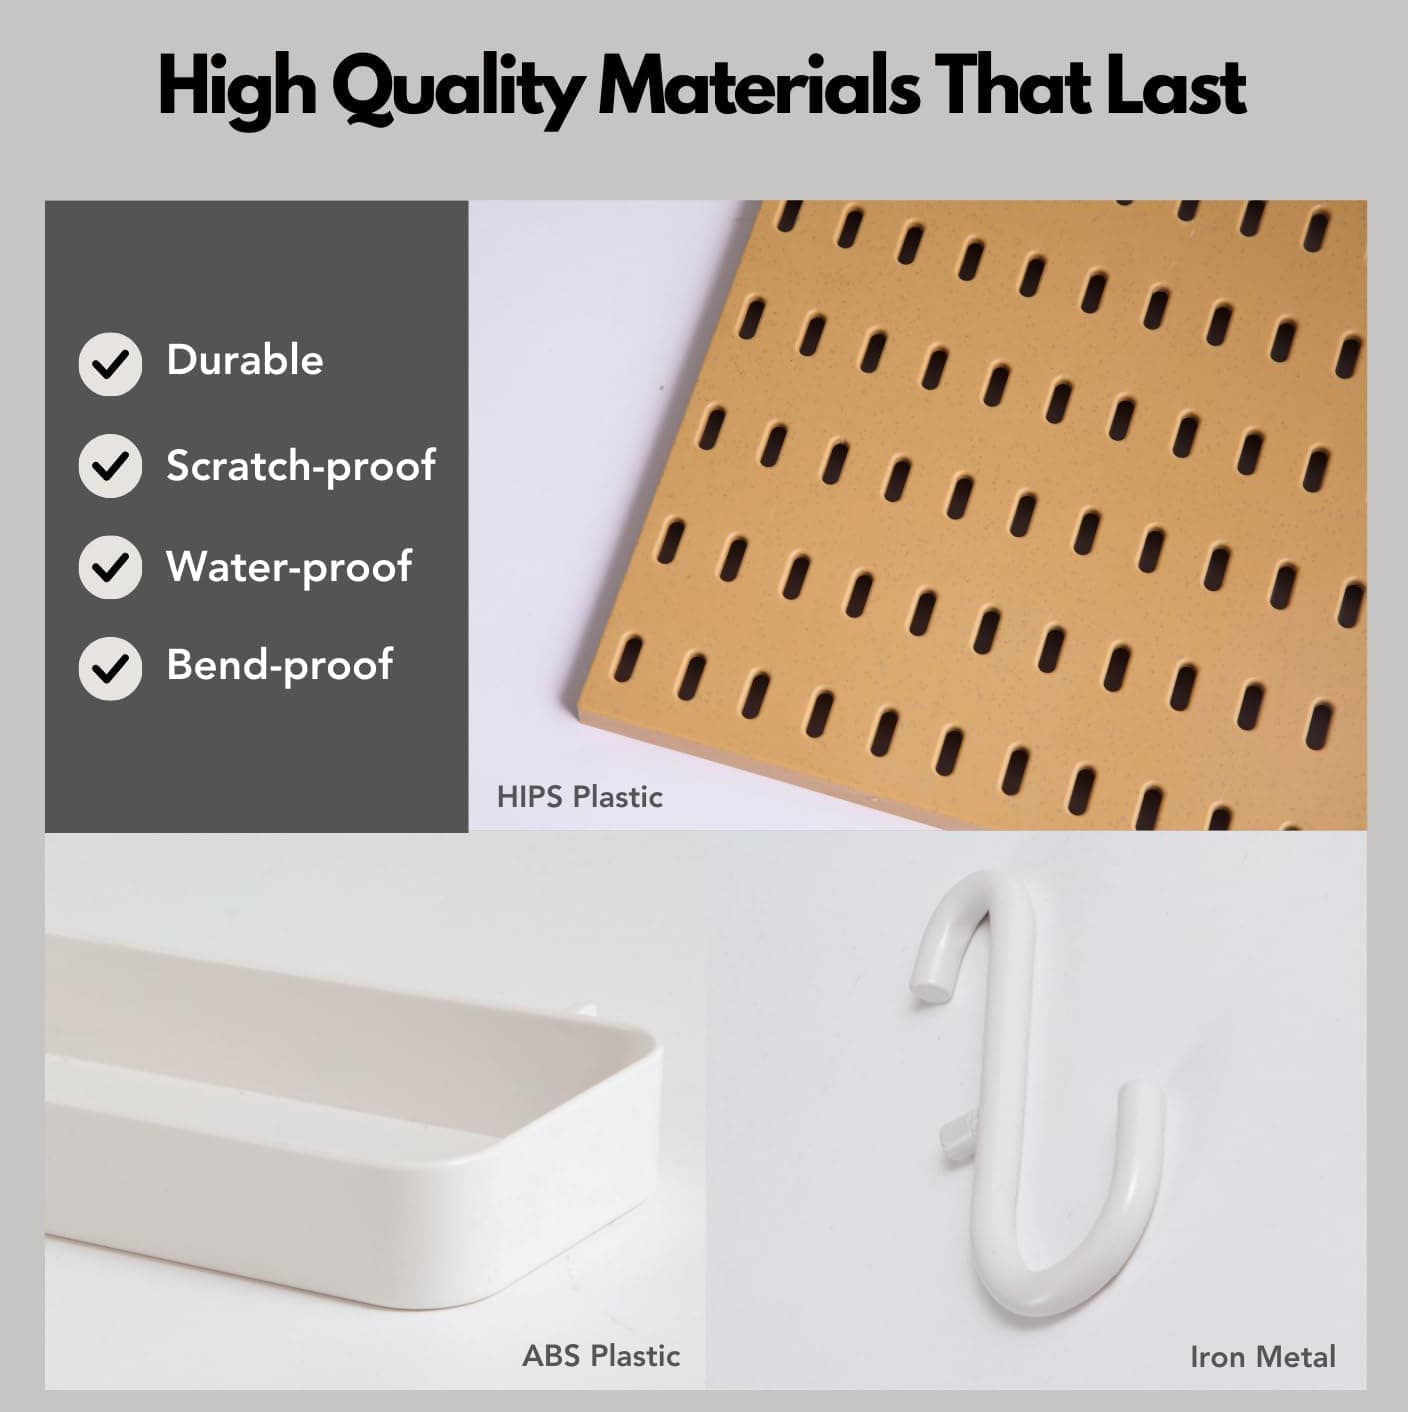 High Quality Materials That Last
Durable
Scratch-proof
Water-proof
Bend-proof
HIPS Plastic
ABS Plastic
Iron Metal